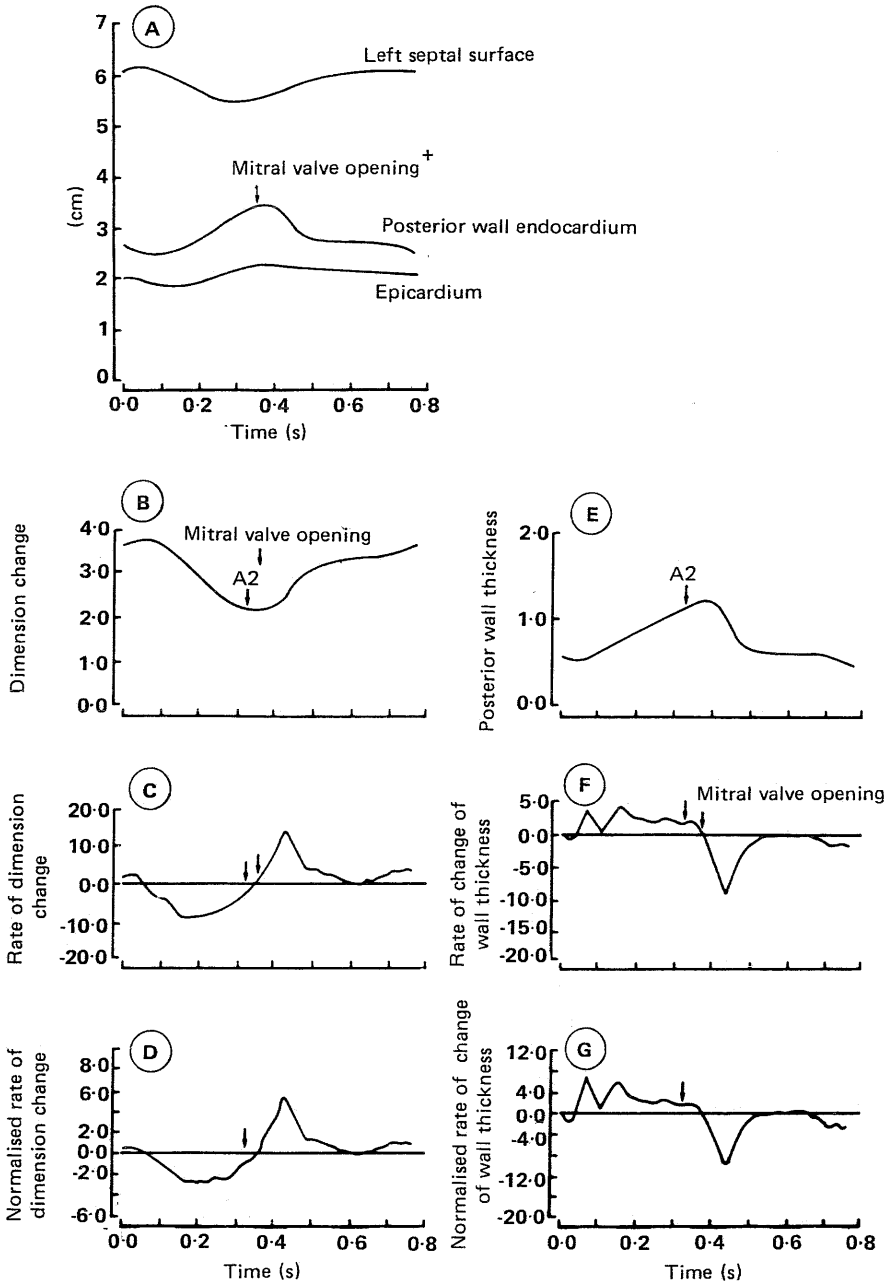 A
7
6
5
4
3
2
1
0
(cm)
Left septal surface
Mitral valve opening+
Posterior wall endocardium
Epicardium
0·0 0·2 0·4 0·6 0·8
Time (s)
B
Dimension change
4·0
3·0
2·0
1·0
0·0
Mitral valve opening
A2
C
Rate of dimension
change
20·0
10·0
0·0
-10·0
-20·0
D
Normalised rate of
dimension change
8·0
6·0
2·0
0·0
-2·0
-6·0
0·0 0·2 0·4 0·6 0·8
Time (s)
E
Posterior wall thickness
2·0
1·0
0·0
A2
F
Rate of change of
wall thickness
5·0
0·0
-5·0
-10·0
-15·0
-20·0
Mitral valve opening
G
Normalised rate of change
of wall thickness
12·0
4·0
0·0
-4·0
-12·0
-20·0
0·0 0·2 0·4 0·6 0·8
Time (s)